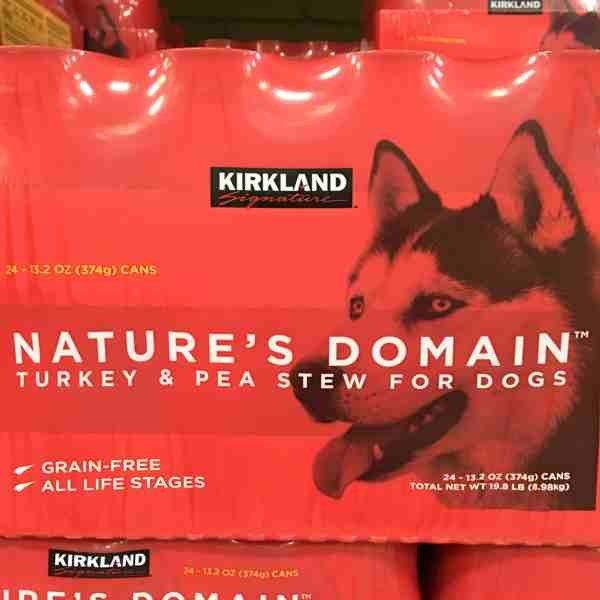 KIRKLAND
KIRKLAND
Signature
24 - 13.2 OZ (374g) CANS
NATURE'S DOMAIN™
TURKEY & PEA STEW FOR DOGS
GRAIN-FREE
ALL LIFE STAGES
24 - 13.2 OZ (374g) CANS
TOTAL NET WT 19.8 LB (8.98kg)
KIRKLAND
Signature
24 - 13.2 OZ (374g) CANS
URE'S DOMAIN™